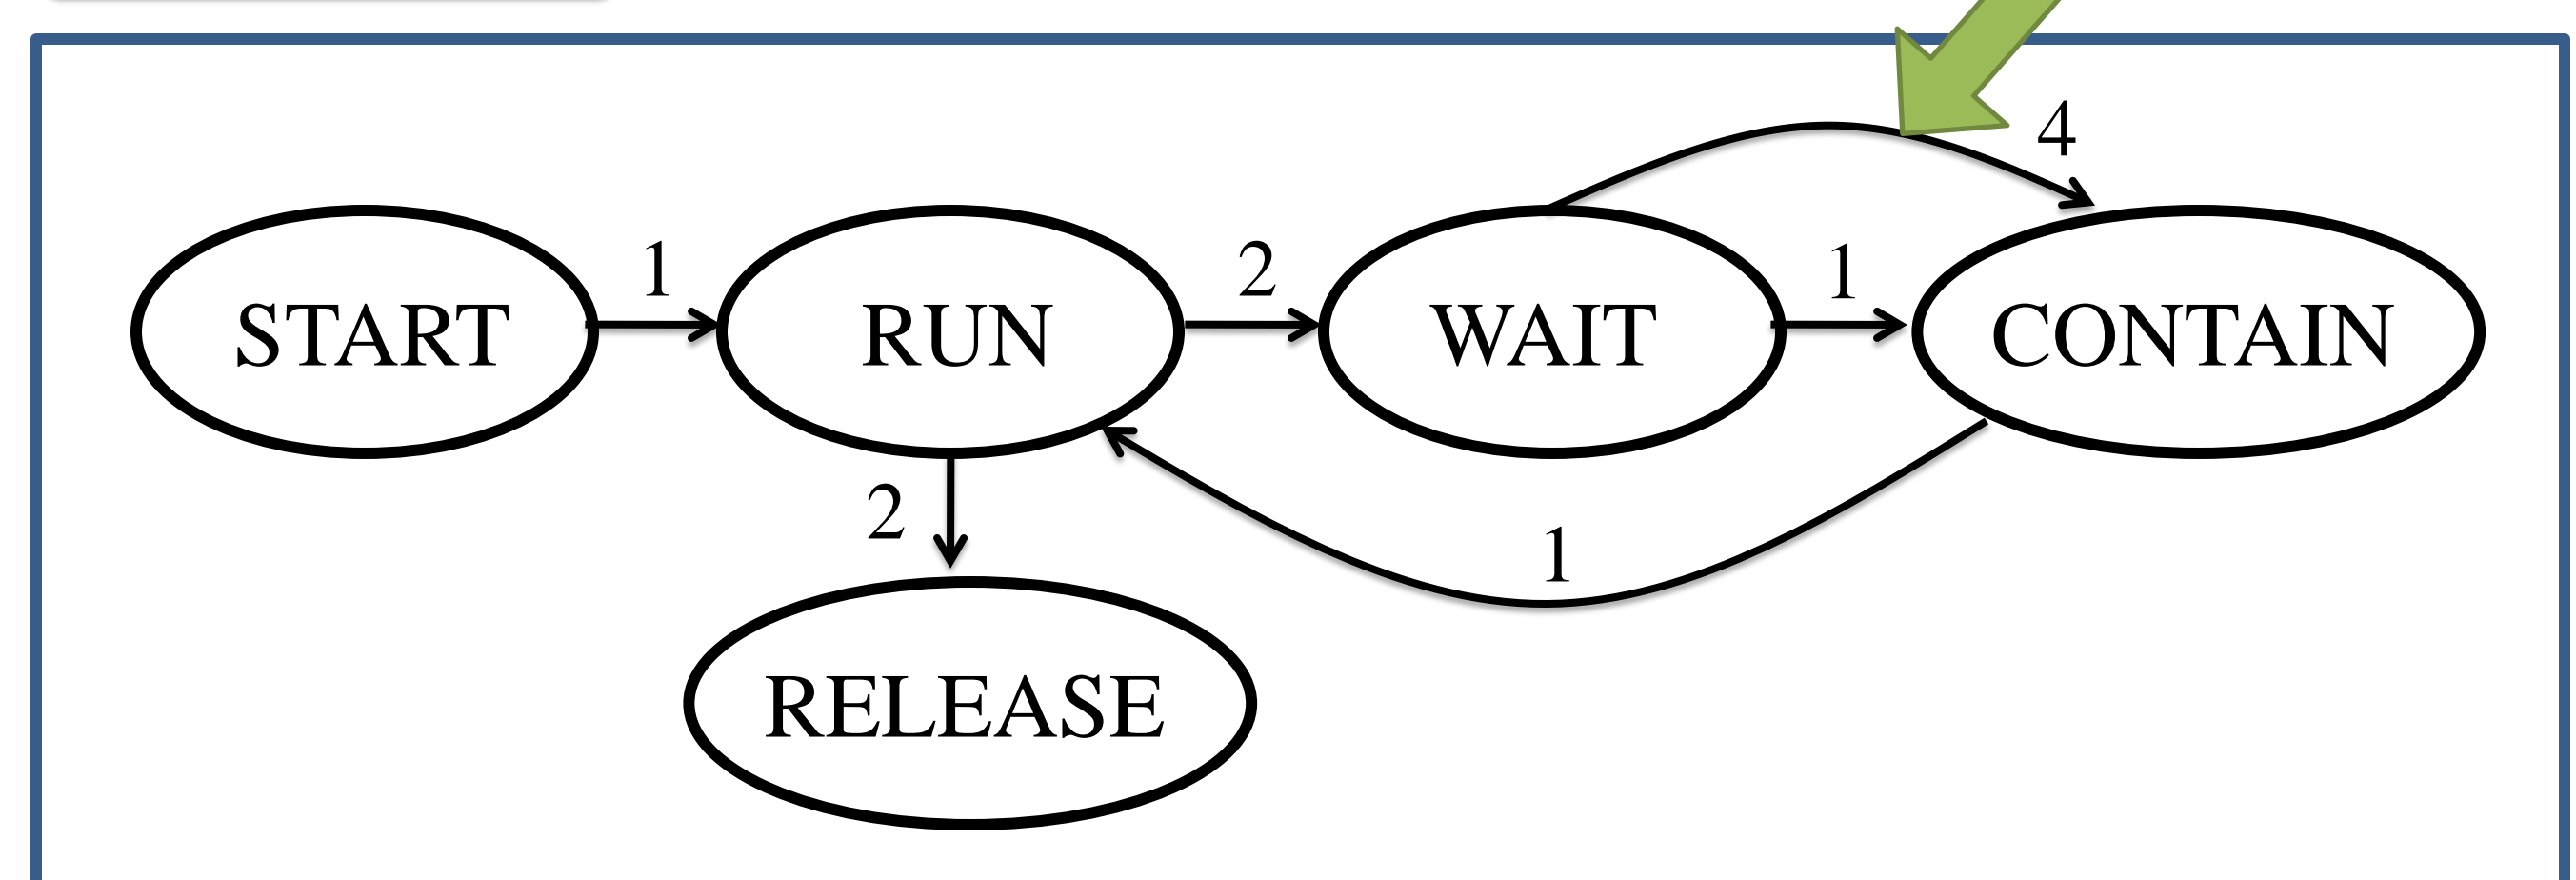 4
1 2 1
START RUN WAIT CONTAIN
2 1
RELEASE